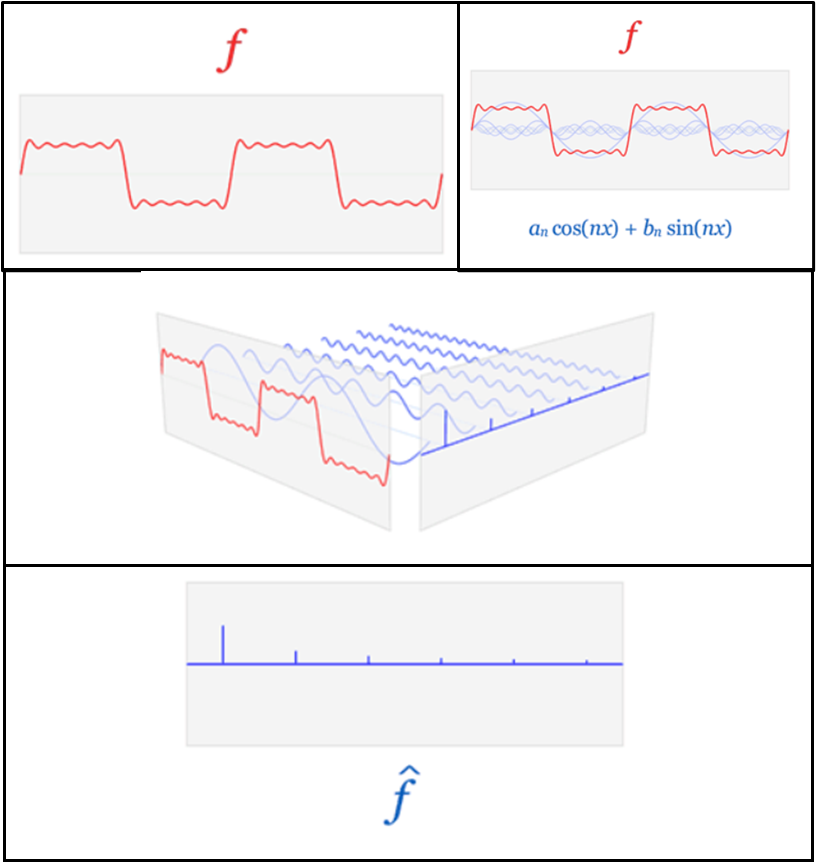 f
f
aₙ cos(nx) + bₙ sin(nx)
f̂